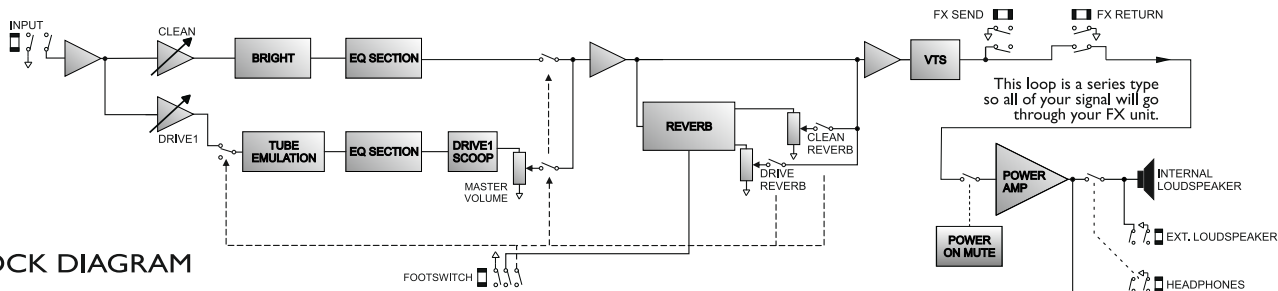 INPUT
CLEAN
BRIGHT
EQ SECTION
DRIVE1
TUBE
EMULATION
EQ SECTION
DRIVE1
SCOOP
MASTER
VOLUME
REVERB
CLEAN
REVERB
DRIVE
REVERB
FOOTSWITCH
VTS
FX SEND
FX RETURN
This loop is a series type
so all of your signal will go
through your FX unit.
POWER
AMP
POWER
ON MUTE
INTERNAL
LOUDSPEAKER
EXT. LOUDSPEAKER
HEADPHONES
OCK DIAGRAM